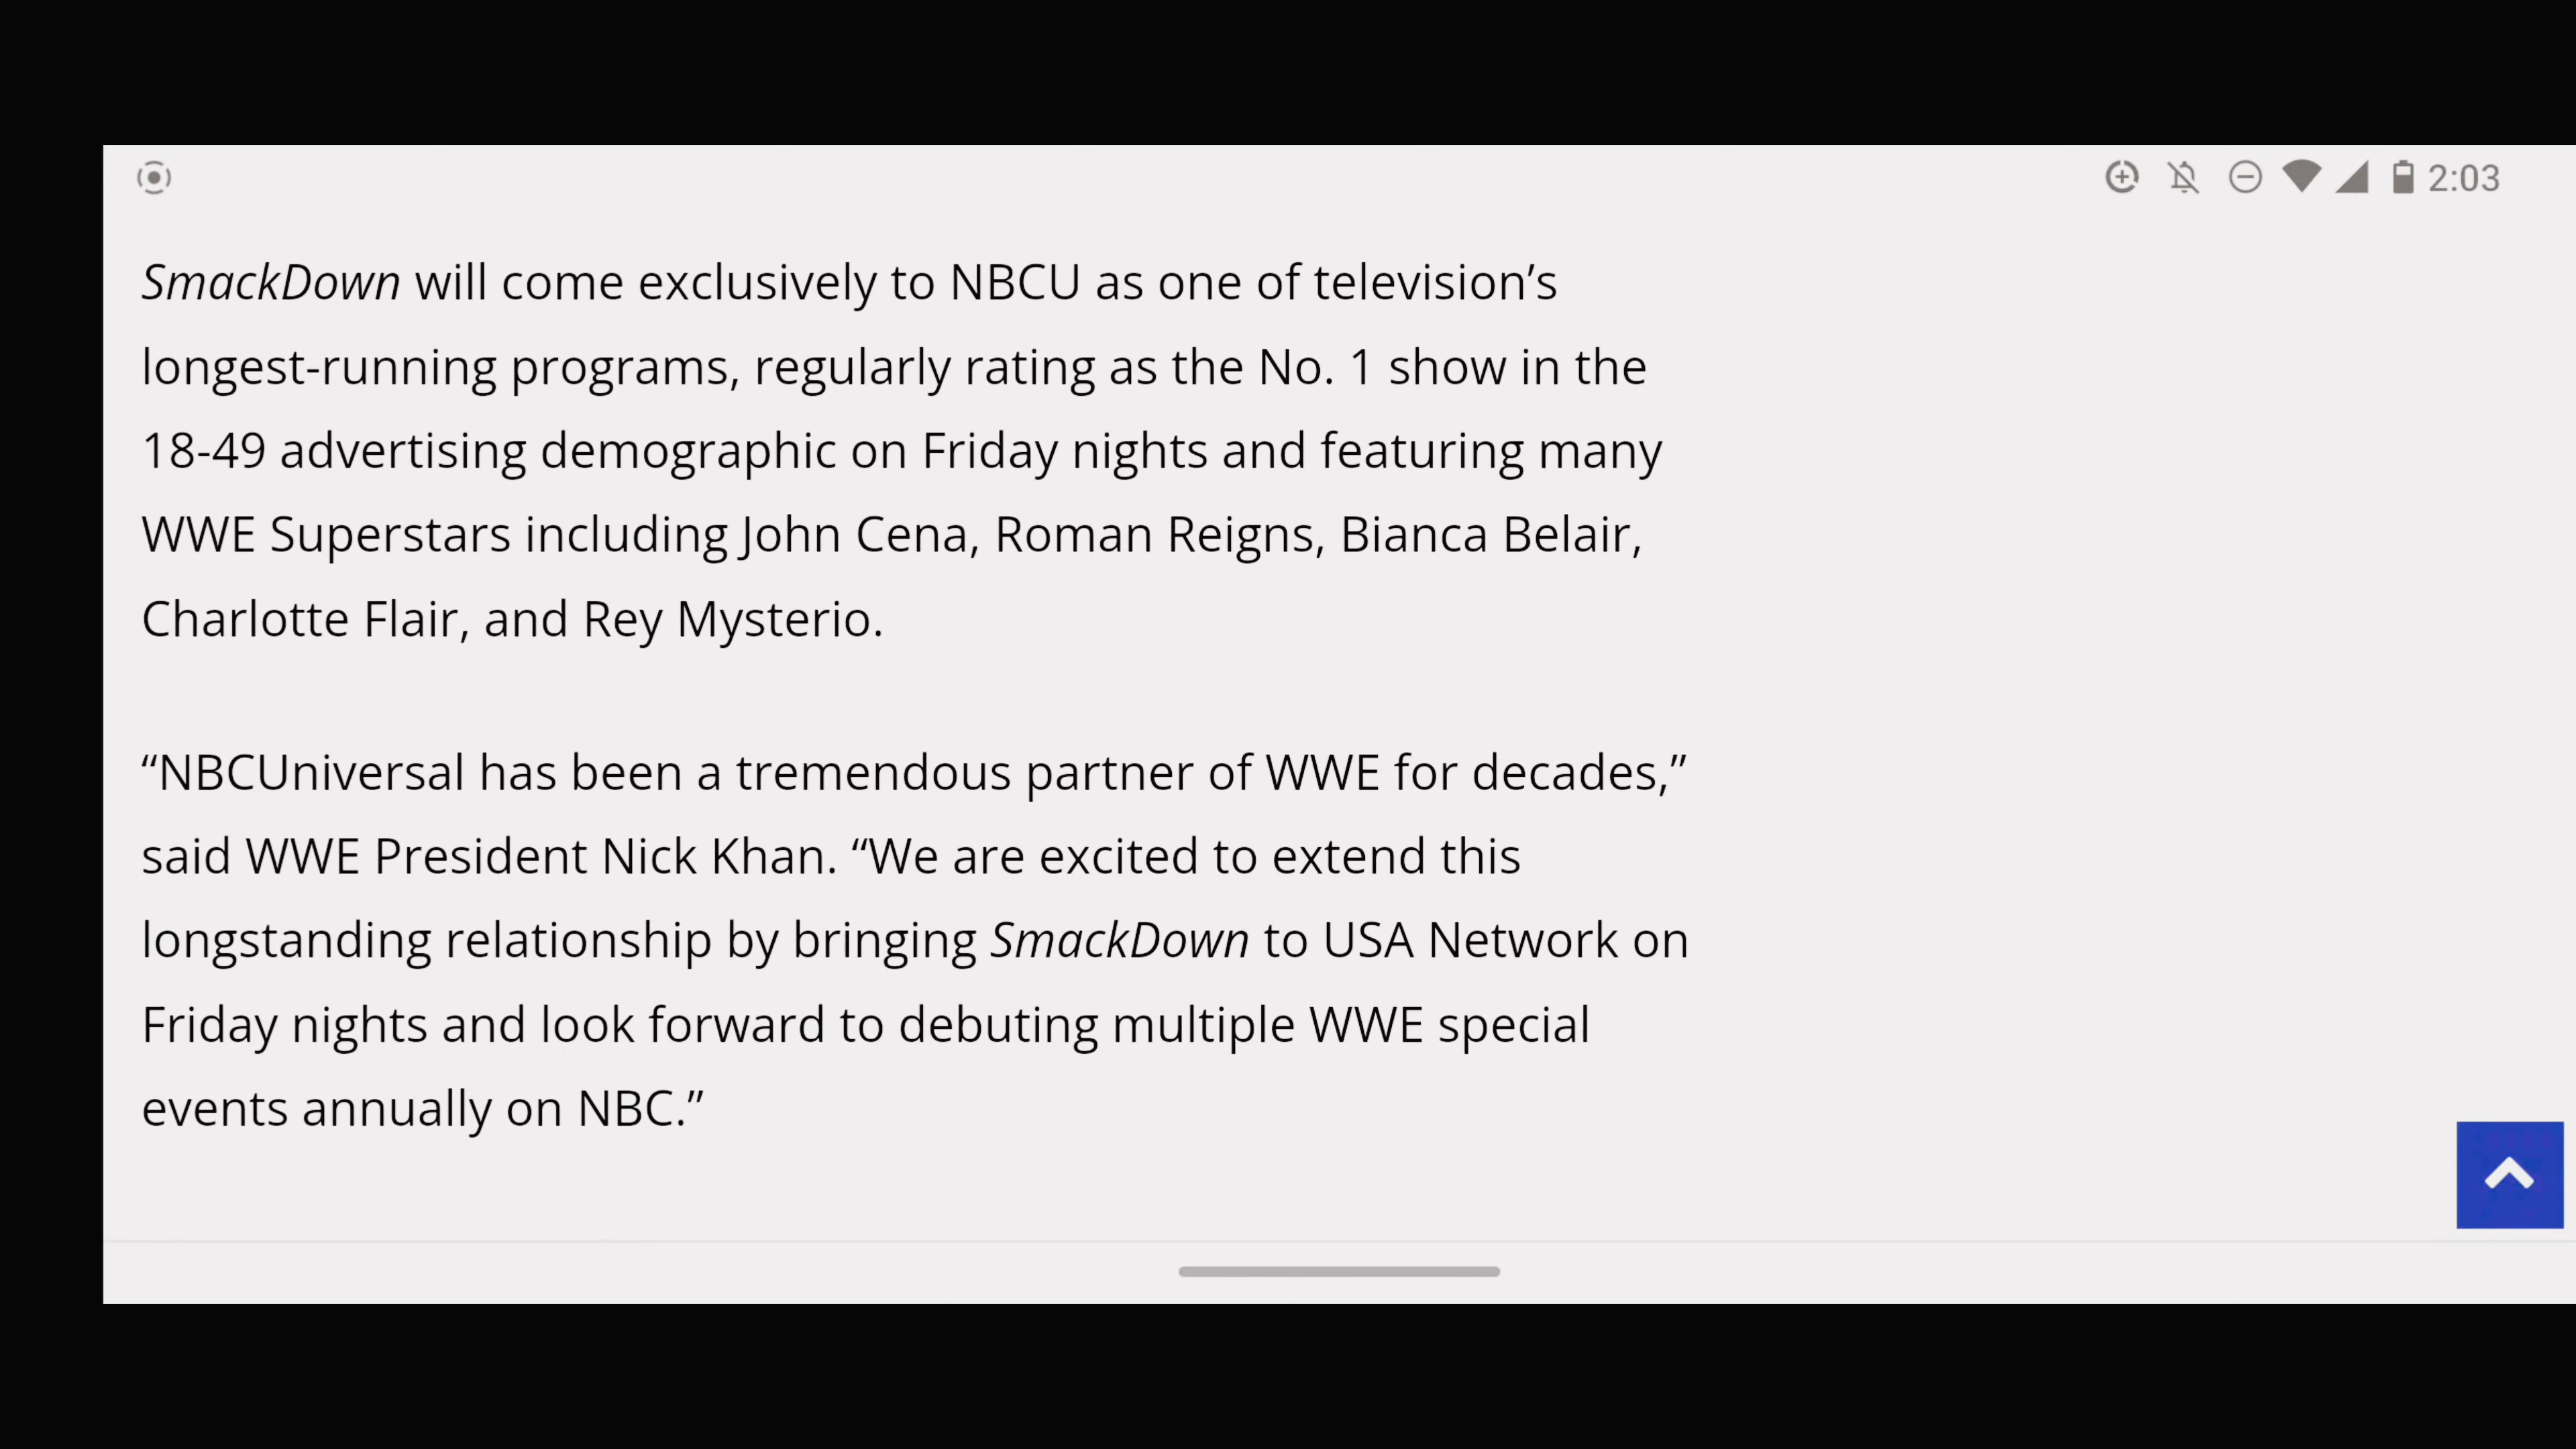 2:03
SmackDown will come exclusively to NBCU as one of television’s
longest-running programs, regularly rating as the No. 1 show in the
18-49 advertising demographic on Friday nights and featuring many
WWE Superstars including John Cena, Roman Reigns, Bianca Belair,
Charlotte Flair, and Rey Mysterio.
“NBCUniversal has been a tremendous partner of WWE for decades,”
said WWE President Nick Khan. “We are excited to extend this
longstanding relationship by bringing SmackDown to USA Network on
Friday nights and look forward to debuting multiple WWE special
events annually on NBC.”